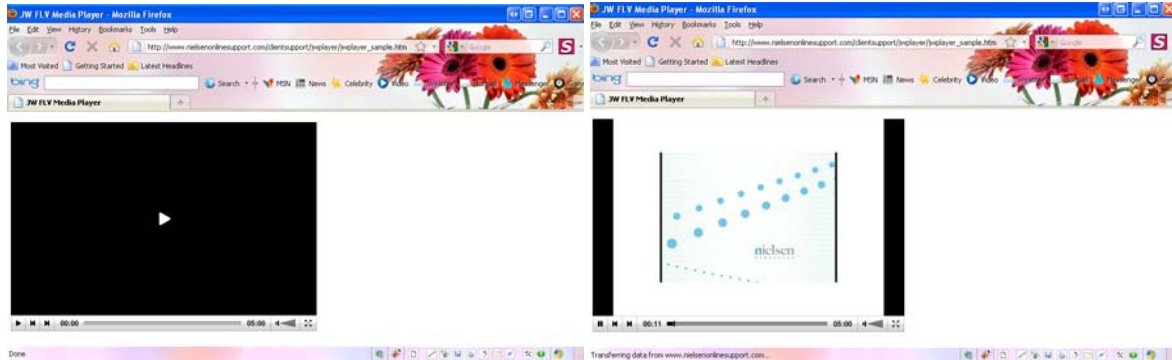 JW FLV Media Player - Mozilla Firefox
File Edit View History Bookmarks Tools Help
http://www.nielsenonlinesupport.com/clientsupport/jwplayer/jwplayer_sample.htm
Google
S
Most Visited Getting Started Latest Headlines
bing Search MSN News Celebrity Video Weather
JW FLV Media Player
00:00 05:00
Done
JW FLV Media Player - Mozilla Firefox
File Edit View History Bookmarks Tools Help
http://www.nielsenonlinesupport.com/clientsupport/jwplayer/jwplayer_sample.htm
Google
S
Most Visited Getting Started Latest Headlines
bing Search MSN News Celebrity Video Messenger
JW FLV Media Player
nielsen
00:11 05:00
Transferring data from www.nielsenonlinesupport.com...